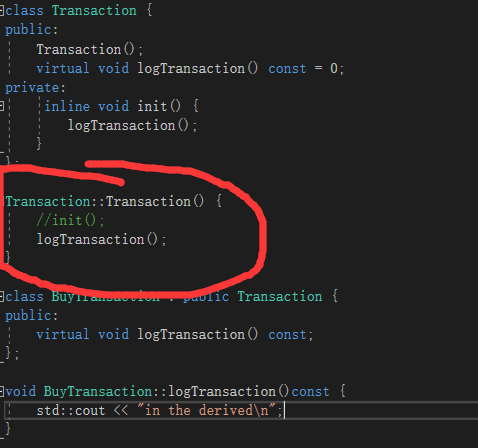 class Transaction {
public:
    Transaction();
    virtual void logTransaction() const = 0;
private:
    inline void init() {
        logTransaction();
    }
};
Transaction::Transaction() {
    //init();
    logTransaction();
}
class BuyTransaction : public Transaction {
public:
    virtual void logTransaction() const;
};
void BuyTransaction::logTransaction()const {
    std::cout << "in the derived\n";
}